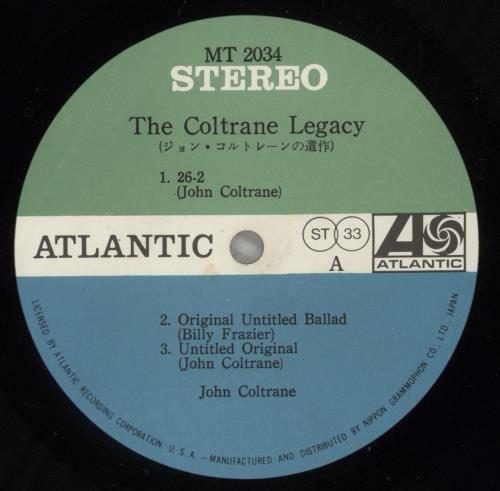 MT 2034
STEREO
The Coltrane Legacy
(ジョン・コルトレーンの遺作)
1. 26-2
(John Coltrane)
ATLANTIC
ST 33
A
ATLANTIC
2. Original Untitled Ballad
(Billy Frazier)
3. Untitled Original
(John Coltrane)
John Coltrane
LICENSED BY ATLANTIC RECORDING CORPORATION U.S.A. —MANUFACTURED AND DISTRIBUTED BY NIPPON GRAMMOPHON CO., LTD., JAPAN